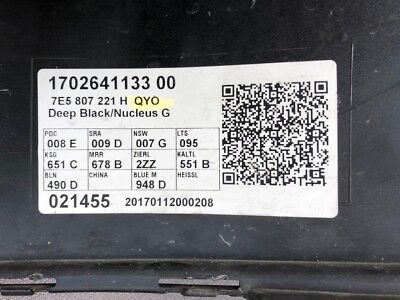 1702641133 00
7E5 807 221 H QYO
Deep Black/Nucleus G
PDC SRA NSW LTS
008 E 009 D 007 G 095
KSG MRR ZIERL KALTL
651 C 678 B 2ZZ 551 B
BLN CHINA BLUE M HEISSL
490 D 948 D
021455 20170112000208